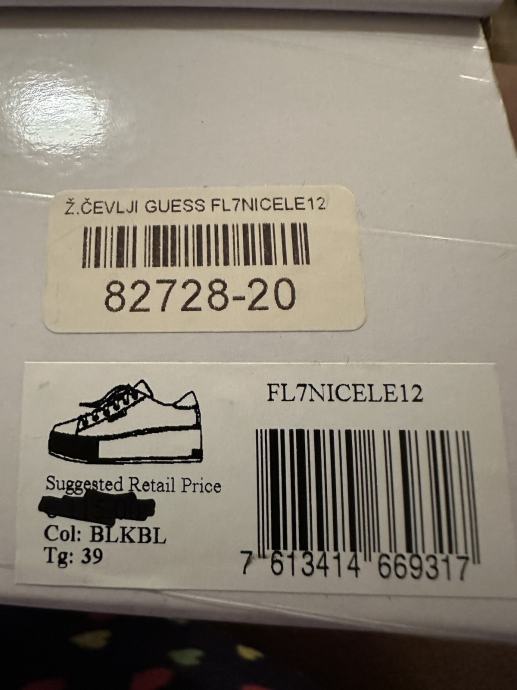 Ž.ČEVLJI GUESS FL7NICELE12
82728-20
FL7NICELE12
Suggested Retail Price
Col: BLKBL
Tg: 39
7 613414 669317